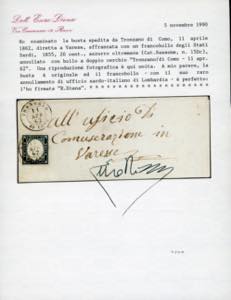 Dott. Enzo Diena
5 novembre 1990
Ho esaminato la busta spedita da Tronzano di Como, 11 aprile
1862, diretta a Varese, affrancata con un francobollo degli Stati
Sardi, 1855, 20 cent., azzurro oltremare (Cat.Sassone, n. 15C),
annullato con bollo a doppio cerchio "Tronzano/di Como - 11 apr.
62". Una riproduzione fotografica è qui unita. A mio parere, la
busta è originale ed il francobollo - con il suo raro
annullamento di ufficio sardo-italiano di Lombardia - è perfetto:
l'ho firmata "E.Diena".
all'ufficio di
Comisurazione in
Varese